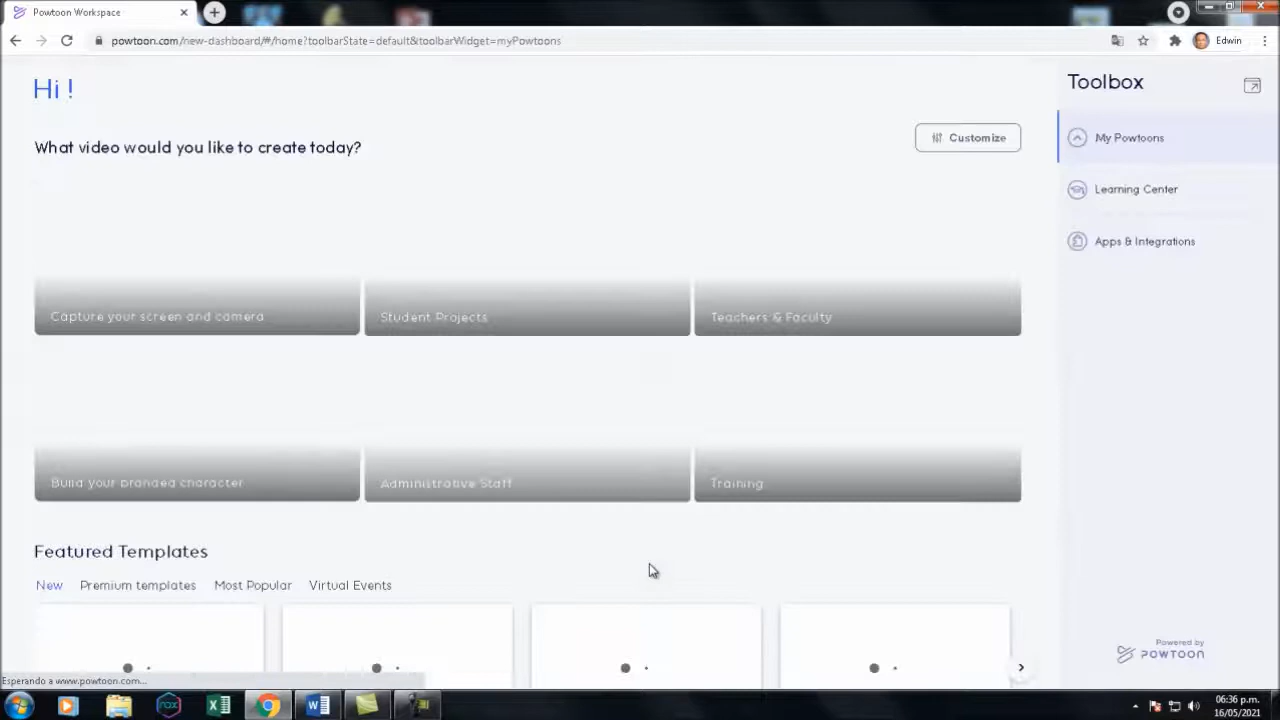 Powtoon Workspace
powtoon.com/new-dashboard/#/home?toolbarState=default&toolbarWidget=myPowtoons
Edwin
Hi !
Toolbox
What video would you like to create today?
Customize
My Powtoons
Learning Center
Apps & Integrations
Capture your screen and camera
Student Projects
Teachers & Faculty
Build your branded character
Administrative Staff
Training
Featured Templates
New Premium templates Most Popular Virtual Events
Powered by
POWTOON
Esperando a www.powtoon.com...
06:36 p.m.
16/05/2021